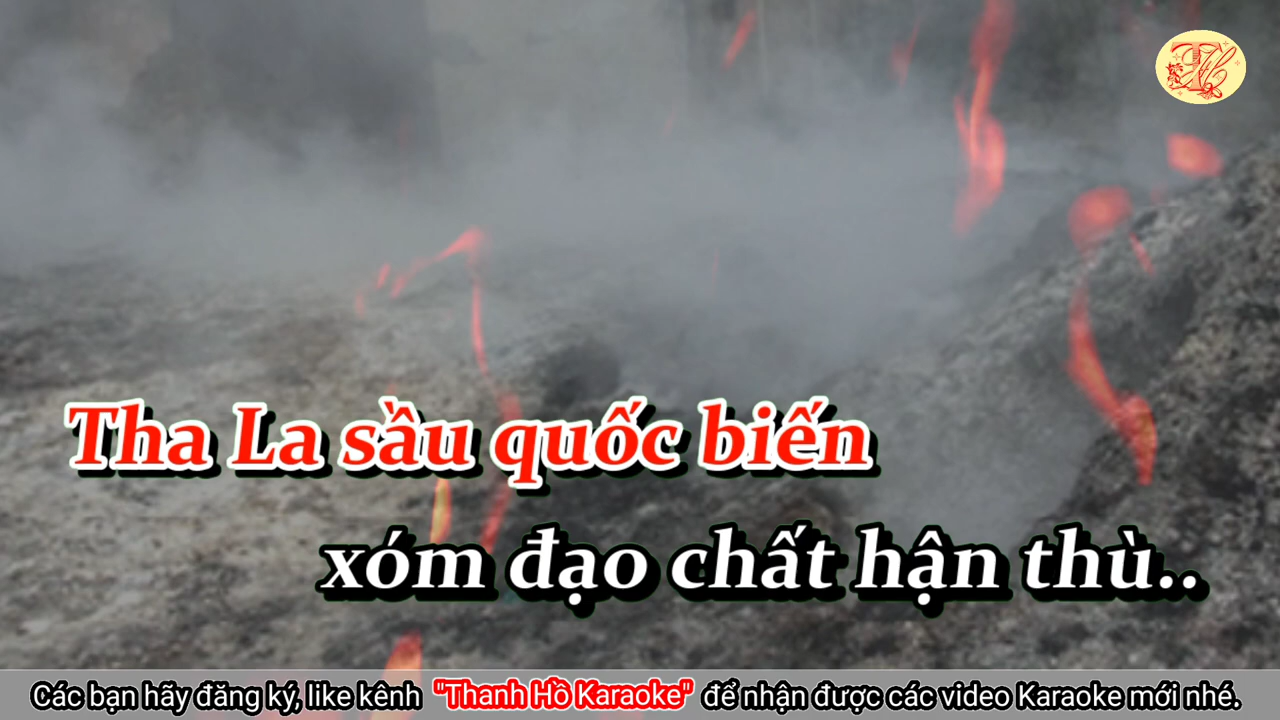 Th
Tha La sầu quốc biến
xóm đạo chất hận thù..
Các bạn hãy đăng ký, like kênh "Thanh Hồ Karaoke" để nhận được các video Karaoke mới nhé.